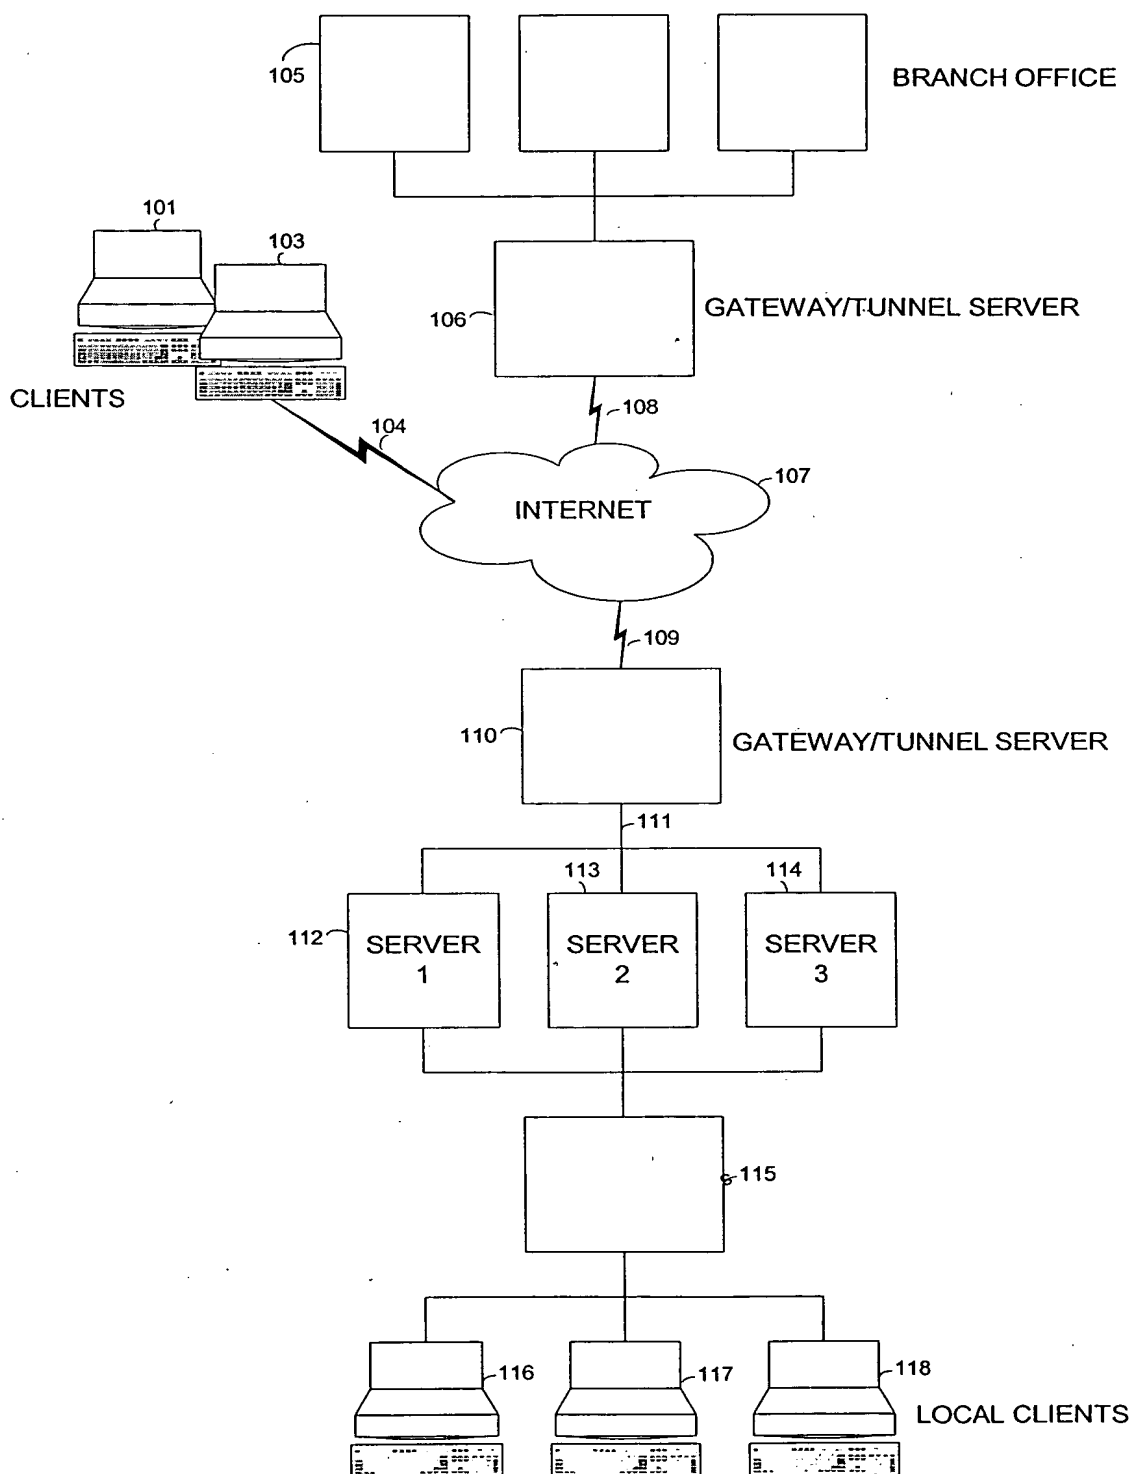 105
BRANCH OFFICE
101
103
106
GATEWAY/TUNNEL SERVER
CLIENTS
104
108
107
INTERNET
109
110
GATEWAY/TUNNEL SERVER
111
113
114
112
SERVER
1
SERVER
2
SERVER
3
115
116
117
118
LOCAL CLIENTS